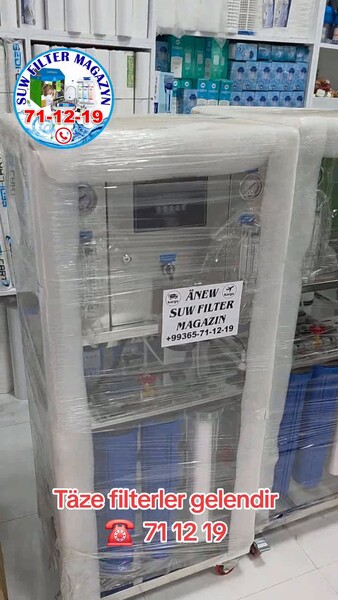 SUW FILTER MAGAZYN
71-12-19
ÄNEW
SUW FILTER
MAGAZIN
+99365-71-12-19
Täze filterler gelendir
☎ 71 12 19